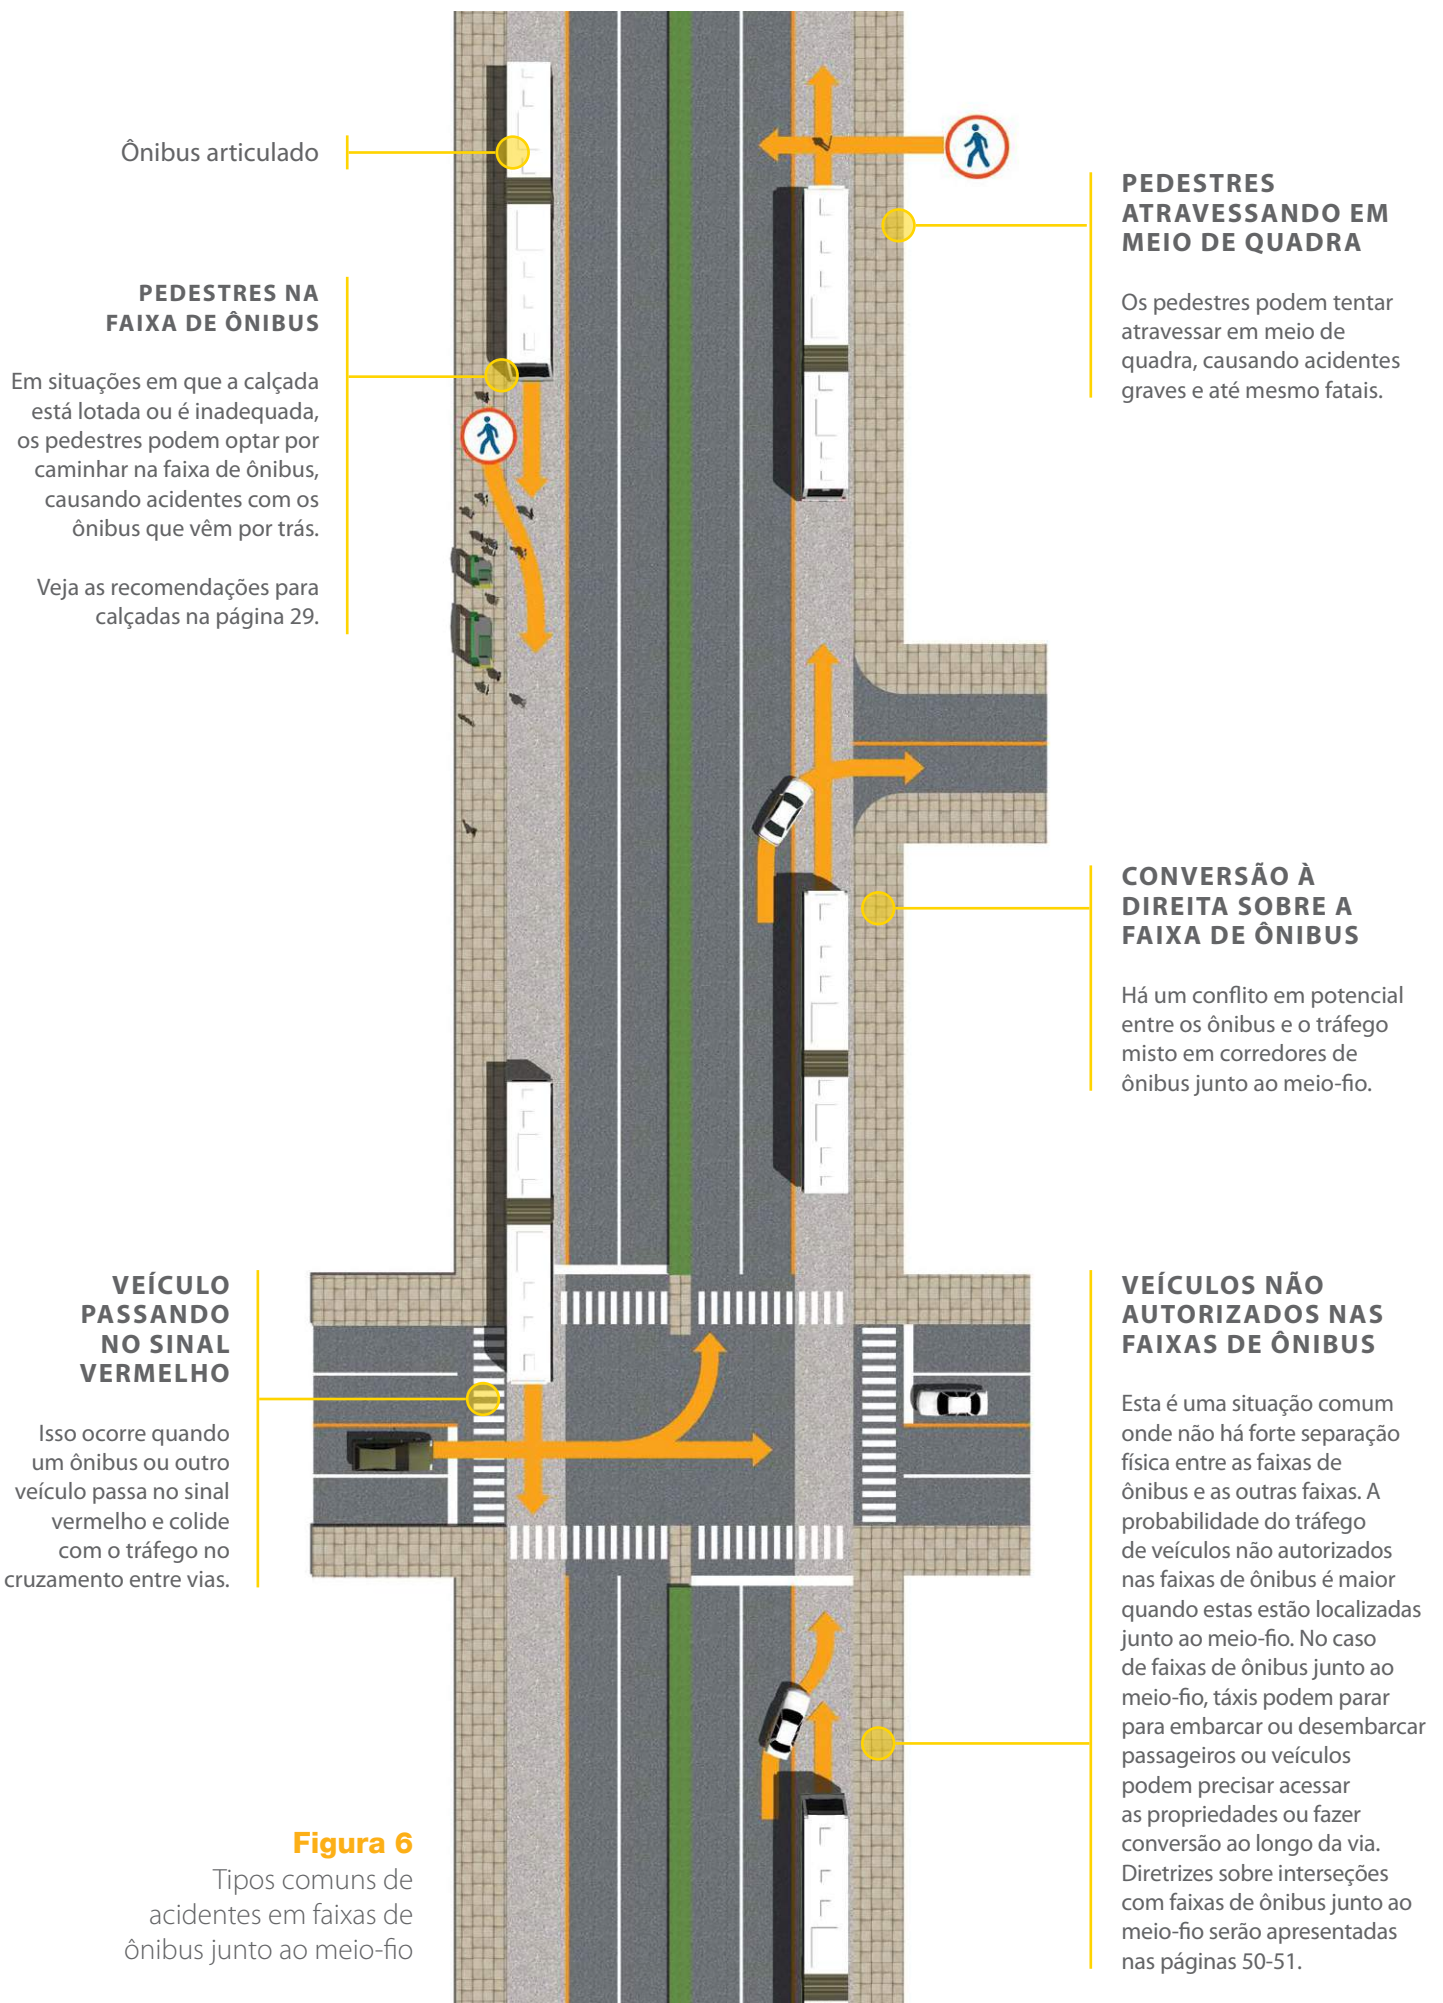 Ônibus articulado
PEDESTRES NA
FAIXA DE ÔNIBUS
Em situações em que a calçada
está lotada ou é inadequada,
os pedestres podem optar por
caminhar na faixa de ônibus,
causando acidentes com os
ônibus que vêm por trás.
Veja as recomendações para
calçadas na página 29.
PEDESTRES
ATRAVESSANDO EM
MEIO DE QUADRA
Os pedestres podem tentar
atravessar em meio de
quadra, causando acidentes
graves e até mesmo fatais.
CONVERSÃO À
DIREITA SOBRE A
FAIXA DE ÔNIBUS
Há um conflito em potencial
entre os ônibus e o tráfego
misto em corredores de
ônibus junto ao meio-fio.
VEÍCULO
PASSANDO
NO SINAL
VERMELHO
Isso ocorre quando
um ônibus ou outro
veículo passa no sinal
vermelho e colide
com o tráfego no
cruzamento entre vias.
VEÍCULOS NÃO
AUTORIZADOS NAS
FAIXAS DE ÔNIBUS
Esta é uma situação comum
onde não há forte separação
física entre as faixas de
ônibus e as outras faixas. A
probabilidade do tráfego
de veículos não autorizados
nas faixas de ônibus é maior
quando estas estão localizadas
junto ao meio-fio. No caso
de faixas de ônibus junto ao
meio-fio, táxis podem parar
para embarcar ou desembarcar
passageiros ou veículos
podem precisar acessar
as propriedades ou fazer
conversão ao longo da via.
Diretrizes sobre interseções
com faixas de ônibus junto ao
meio-fio serão apresentadas
nas páginas 50-51.
Figura 6
Tipos comuns de
acidentes em faixas de
ônibus junto ao meio-fio